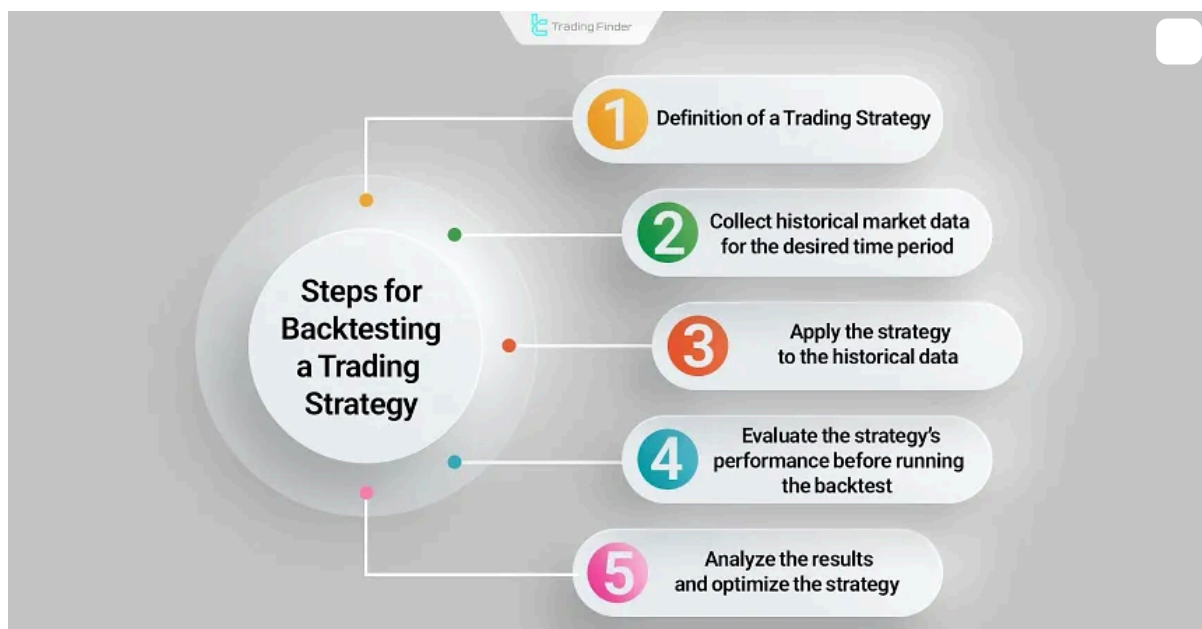 Trading Finder
1
Definition of a Trading Strategy
2
Collect historical market data
for the desired time period
Steps for
Backtesting
a Trading
Strategy
3
Apply the strategy
to the historical data
4
Evaluate the strategy's
performance before running
the backtest
5
Analyze the results
and optimize the strategy